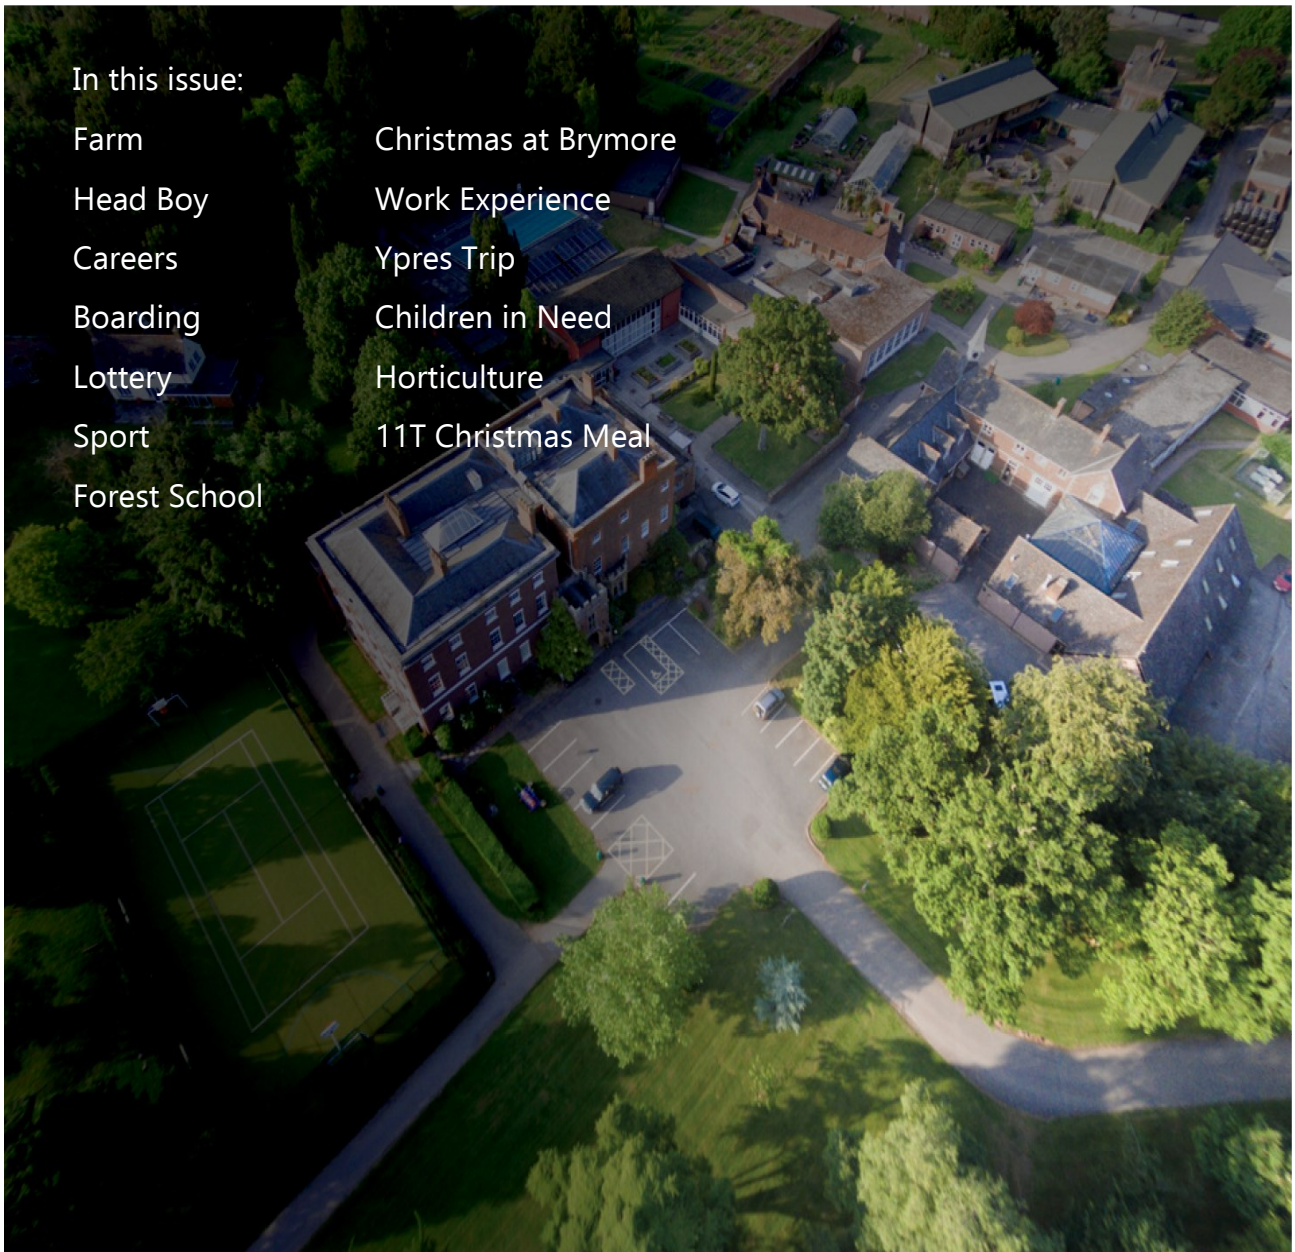 In this issue:
Farm
Head Boy
Careers
Boarding
Lottery
Sport
Forest School
Christmas at Brymore
Work Experience
Ypres Trip
Children in Need
Horticulture
11T Christmas Meal